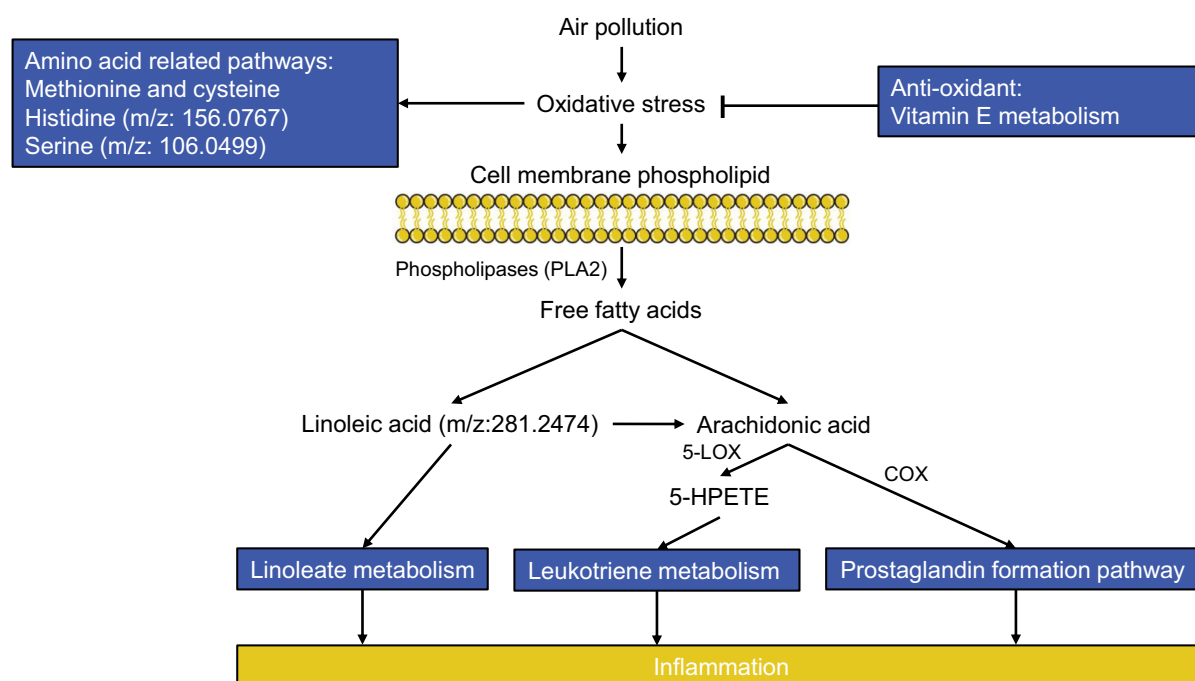 Air pollution
Amino acid related pathways:
Methionine and cysteine
Histidine (m/z: 156.0767)
Serine (m/z: 106.0499)
Oxidative stress
Anti-oxidant:
Vitamin E metabolism
Cell membrane phospholipid
Phospholipases (PLA2)
Free fatty acids
Linoleic acid (m/z:281.2474)
Arachidonic acid
5-LOX
COX
5-HPETE
Linoleate metabolism
Leukotriene metabolism
Prostaglandin formation pathway
Inflammation